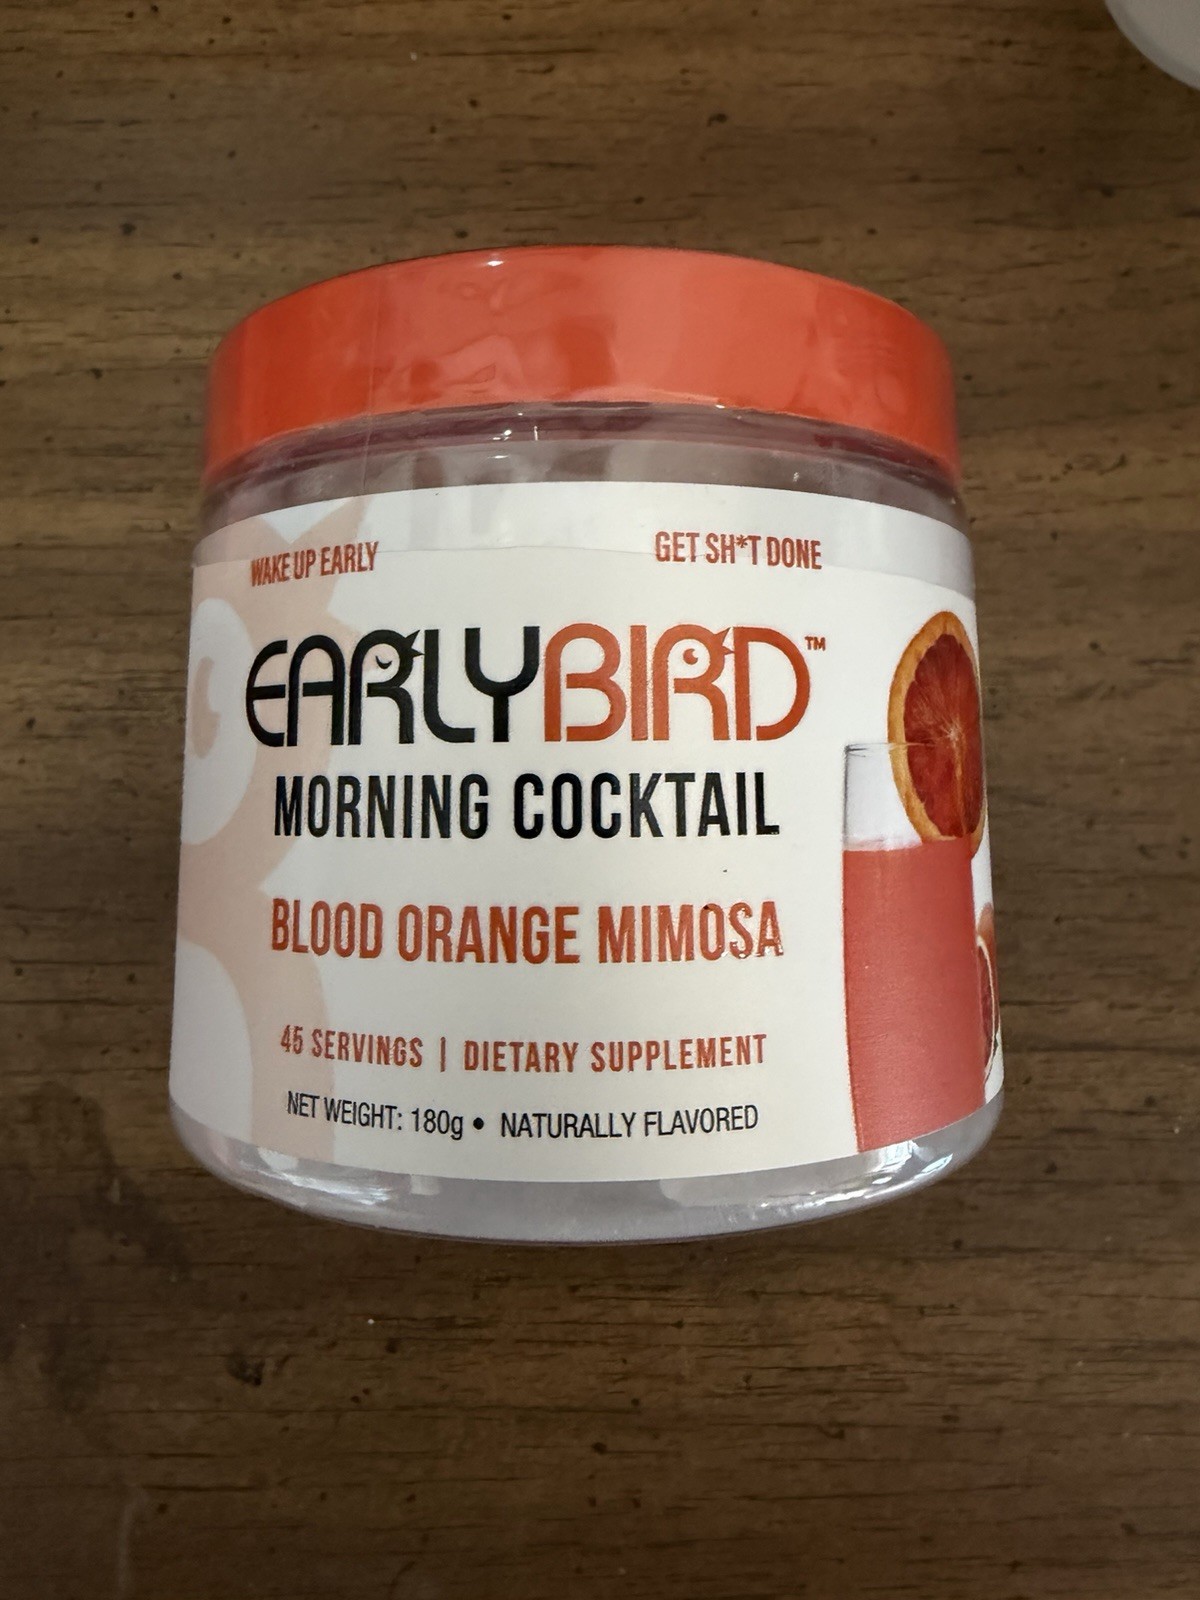 WAKE UP EARLY
GET SH*T DONE
EARLYBIRD™
MORNING COCKTAIL
BLOOD ORANGE MIMOSA
45 SERVINGS | DIETARY SUPPLEMENT
NET WEIGHT: 180g • NATURALLY FLAVORED